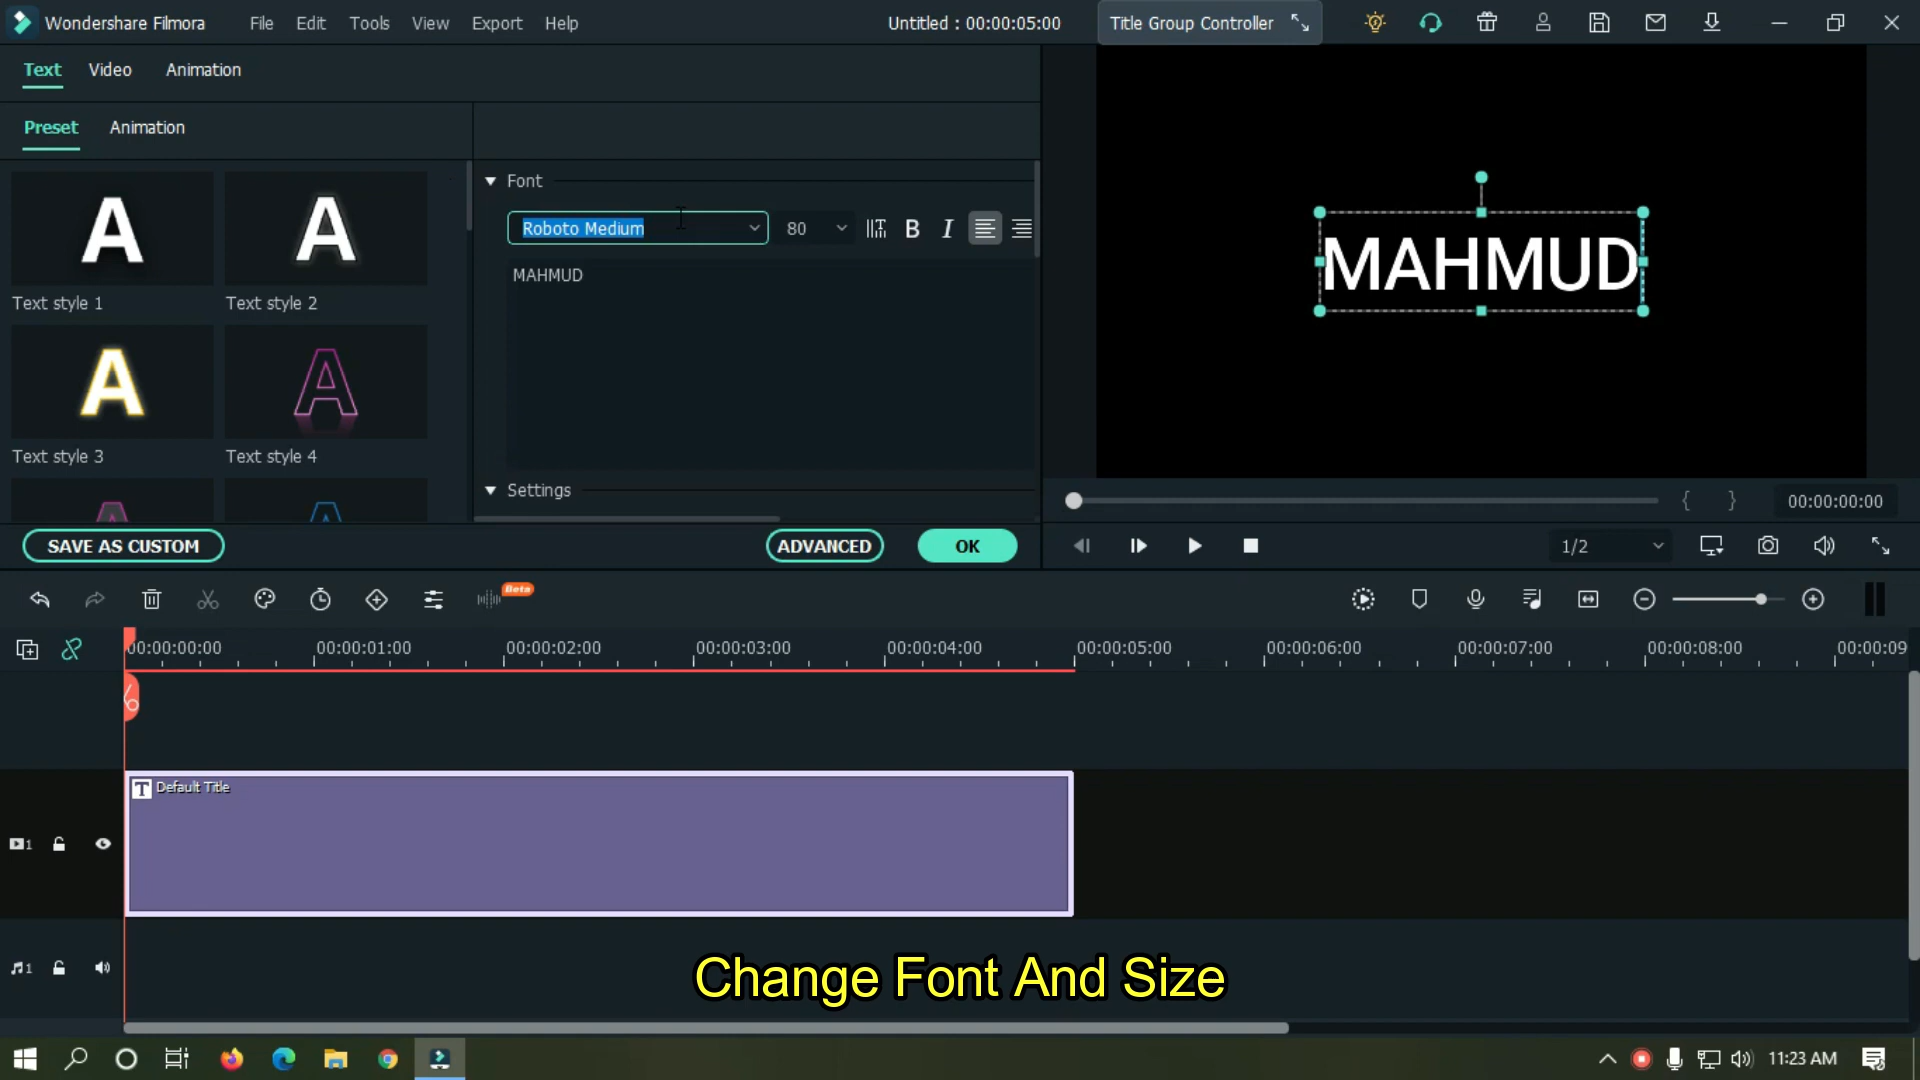 Wondershare Filmora File Edit Tools View Export Help Untitled : 00:00:05:00 Title Group Controller
Text Video Animation
Preset Animation
Font
Roboto Medium 80 B I
MAHMUD
MAHMUD
A A
Text style 1 Text style 2
A A
Text style 3 Text style 4
Settings
{ } 00:00:00:00
SAVE AS CUSTOM ADVANCED OK 1/2
Beta
00:00:00:00 00:00:01:00 00:00:02:00 00:00:03:00 00:00:04:00 00:00:05:00 00:00:06:00 00:00:07:00 00:00:08:00 00:00:09
T Default Title
1
1
Change Font And Size
11:23 AM